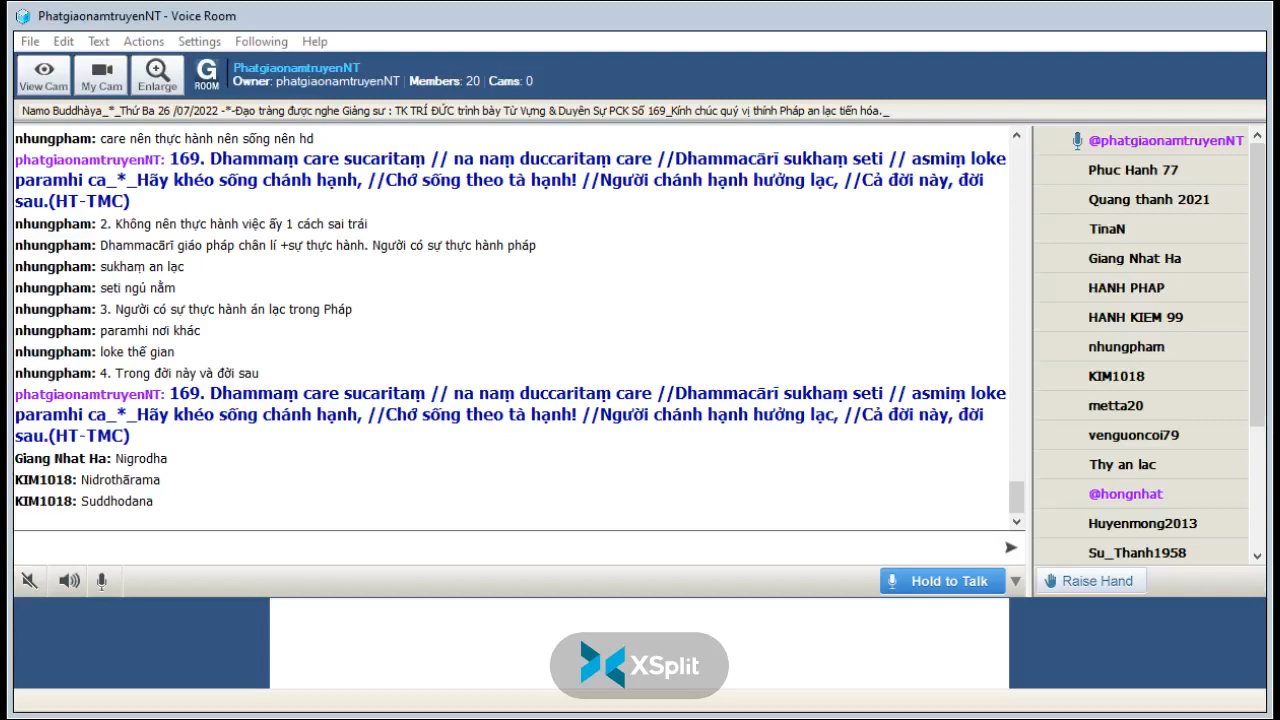 PhatgiaonamtruyenNT - Voice Room
File Edit Text Actions Settings Following Help
View Cam My Cam Enlarge G ROOM
PhatgiaonamtruyenNT
Owner: phatgiaonamtruyenNT | Members: 20 | Cams: 0
Namo Buddhàya_*_Thứ Ba 26 /07/2022 -*-Đạo tràng được nghe Giảng sư : TK TRÍ ĐỨC trình bày Từ Vựng & Duyên Sự PCK Số 169_Kính chúc quý vị thính Pháp an lạc tiến hóa._
nhungpham: care nên thực hành nên sống nên hd
phatgiaonamtruyenNT: 169. Dhammaṃ care sucaritaṃ // na naṃ duccaritaṃ care //Dhammacārī sukhaṃ seti // asmiṃ loke
paramhi ca_*_Hãy khéo sống chánh hạnh, //Chớ sống theo tà hạnh! //Người chánh hạnh hưởng lạc, //Cả đời này, đời
sau.(HT-TMC)
nhungpham: 2. Không nên thực hành việc ấy 1 cách sai trái
nhungpham: Dhammacārī giáo pháp chân lí +sự thực hành. Người có sự thực hành pháp
nhungpham: sukhaṃ an lạc
nhungpham: seti ngủ nằm
nhungpham: 3. Người có sự thực hành án lạc trong Pháp
nhungpham: paramhi nơi khác
nhungpham: loke thế gian
nhungpham: 4. Trong đời này và đời sau
phatgiaonamtruyenNT: 169. Dhammaṃ care sucaritaṃ // na naṃ duccaritaṃ care //Dhammacārī sukhaṃ seti // asmiṃ loke
paramhi ca_*_Hãy khéo sống chánh hạnh, //Chớ sống theo tà hạnh! //Người chánh hạnh hưởng lạc, //Cả đời này, đời
sau.(HT-TMC)
Giang Nhat Ha: Nigrodha
KIM1018: Nidrothārama
KIM1018: Suddhodana
@phatgiaonamtruyenNT
Phuc Hanh 77
Quang thanh 2021
TinaN
Giang Nhat Ha
HANH PHAP
HANH KIEM 99
nhungpham
KIM1018
metta20
venguoncoi79
Thy an lac
@hongnhat
Huyenmong2013
Su_Thanh1958
Hold to Talk
Raise Hand
XSplit